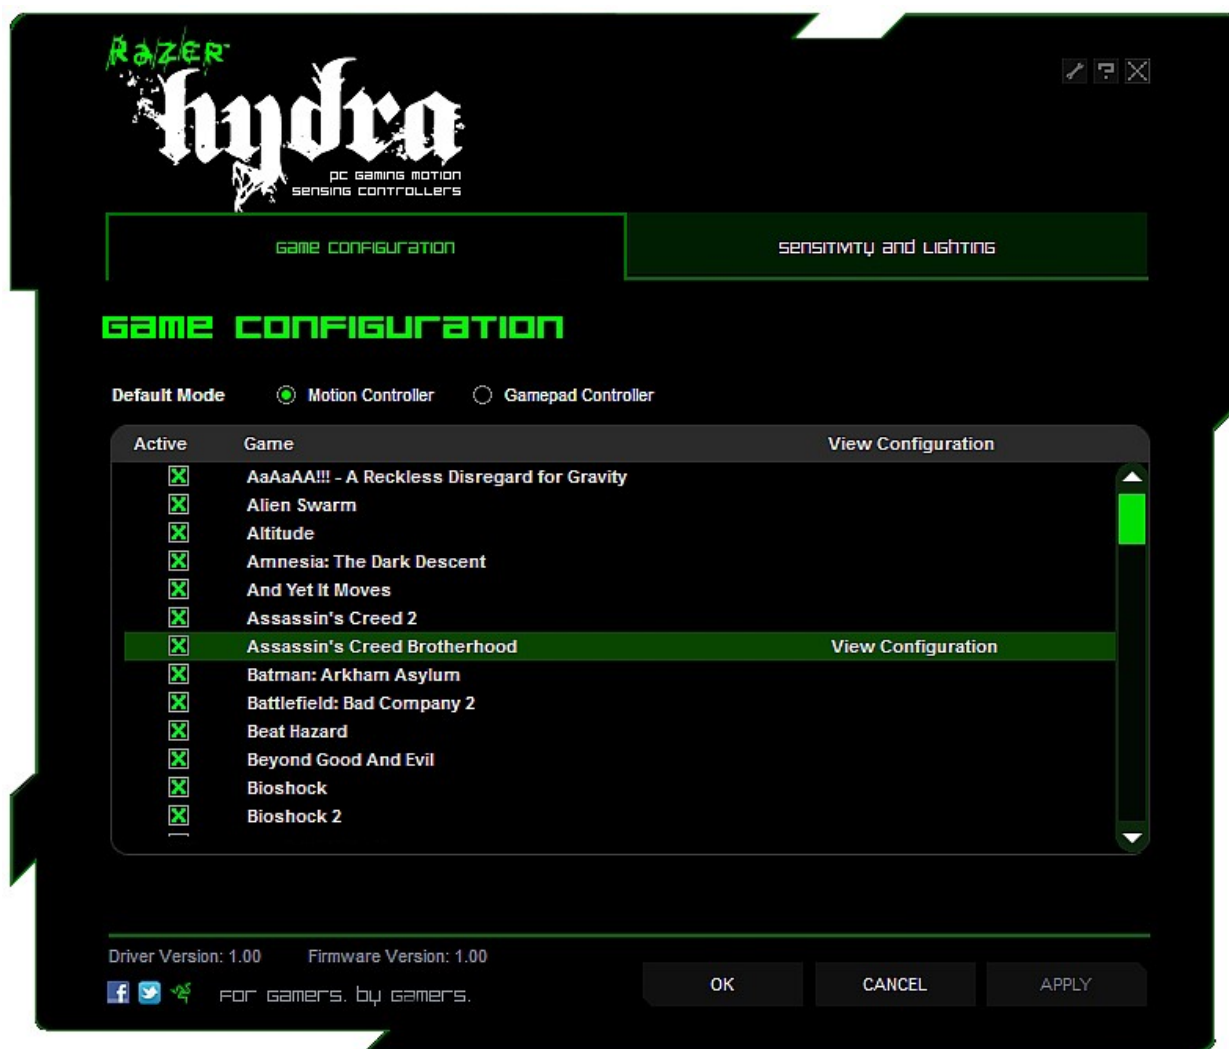 RaZER™
hydra
PC GaminG motion
sensinG controllers
Game Configuration
Sensitivity and Lighting
Game Configuration
Default Mode Motion Controller Gamepad Controller
Active Game View Configuration
AaAaAA!!! - A Reckless Disregard for Gravity
Alien Swarm
Altitude
Amnesia: The Dark Descent
And Yet It Moves
Assassin's Creed 2
Assassin's Creed Brotherhood View Configuration
Batman: Arkham Asylum
Battlefield: Bad Company 2
Beat Hazard
Beyond Good And Evil
Bioshock
Bioshock 2
Driver Version: 1.00 Firmware Version: 1.00
For Gamers. by Gamers.
OK CANCEL APPLY